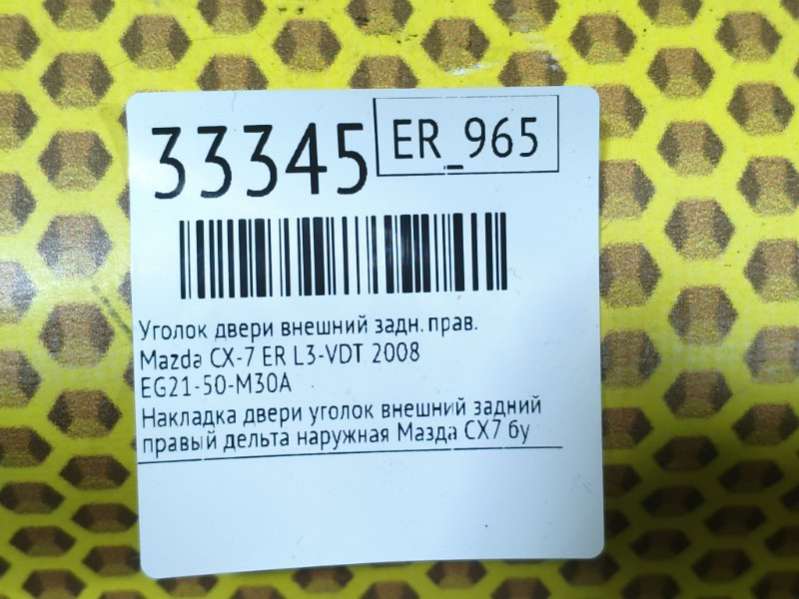 33345
ER_965
Уголок двери внешний задн. прав.
Mazda CX-7 ER L3-VDT 2008
EG21-50-M30A
Накладка двери уголок внешний задний
правый дельта наружная Мазда CX7 бу